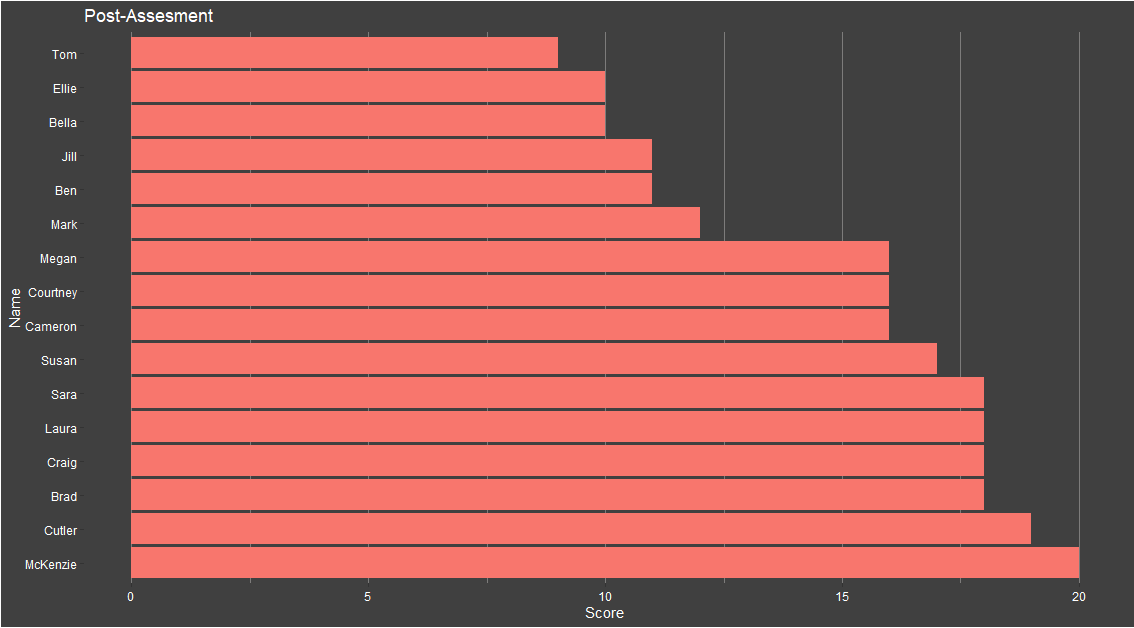 Post-Assesment
Tom
Ellie
Bella
Jill
Ben
Mark
Megan
Courtney
Cameron
Susan
Sara
Laura
Craig
Brad
Cutler
McKenzie
Name
0 5 10 15 20
Score